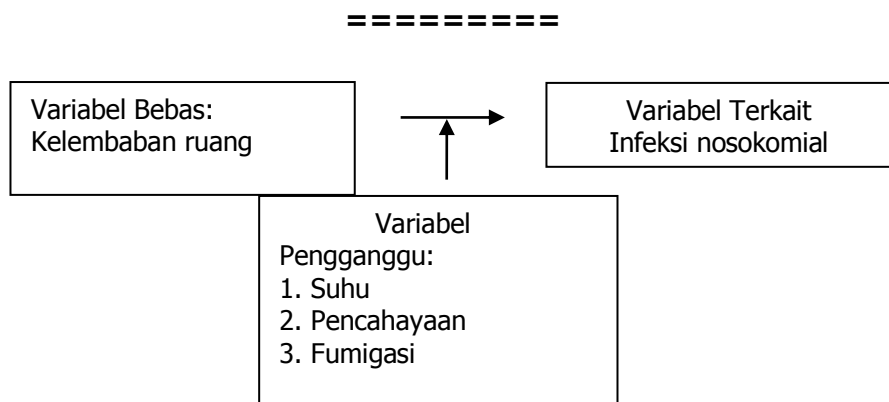 =========
Variabel Bebas:
Kelembaban ruang
Variabel Terkait
Infeksi nosokomial
Variabel
Pengganggu:
1. Suhu
2. Pencahayaan
3. Fumigasi